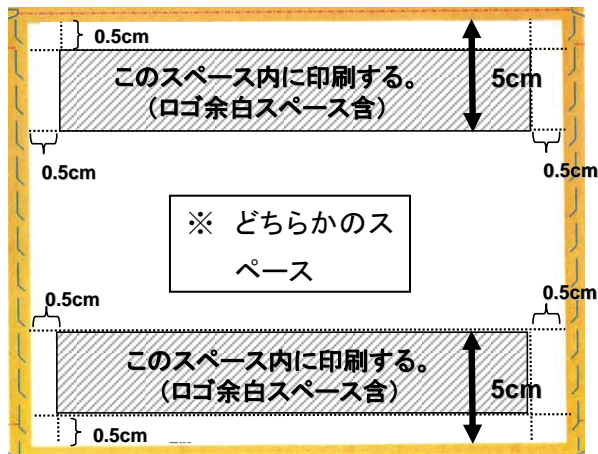 0.5cm
このスペース内に印刷する。
(ロゴ余白スペース含)
5cm
0.5cm
0.5cm
※ どちらかのス
ペース
0.5cm
0.5cm
このスペース内に印刷する。
(ロゴ余白スペース含)
5cm
0.5cm